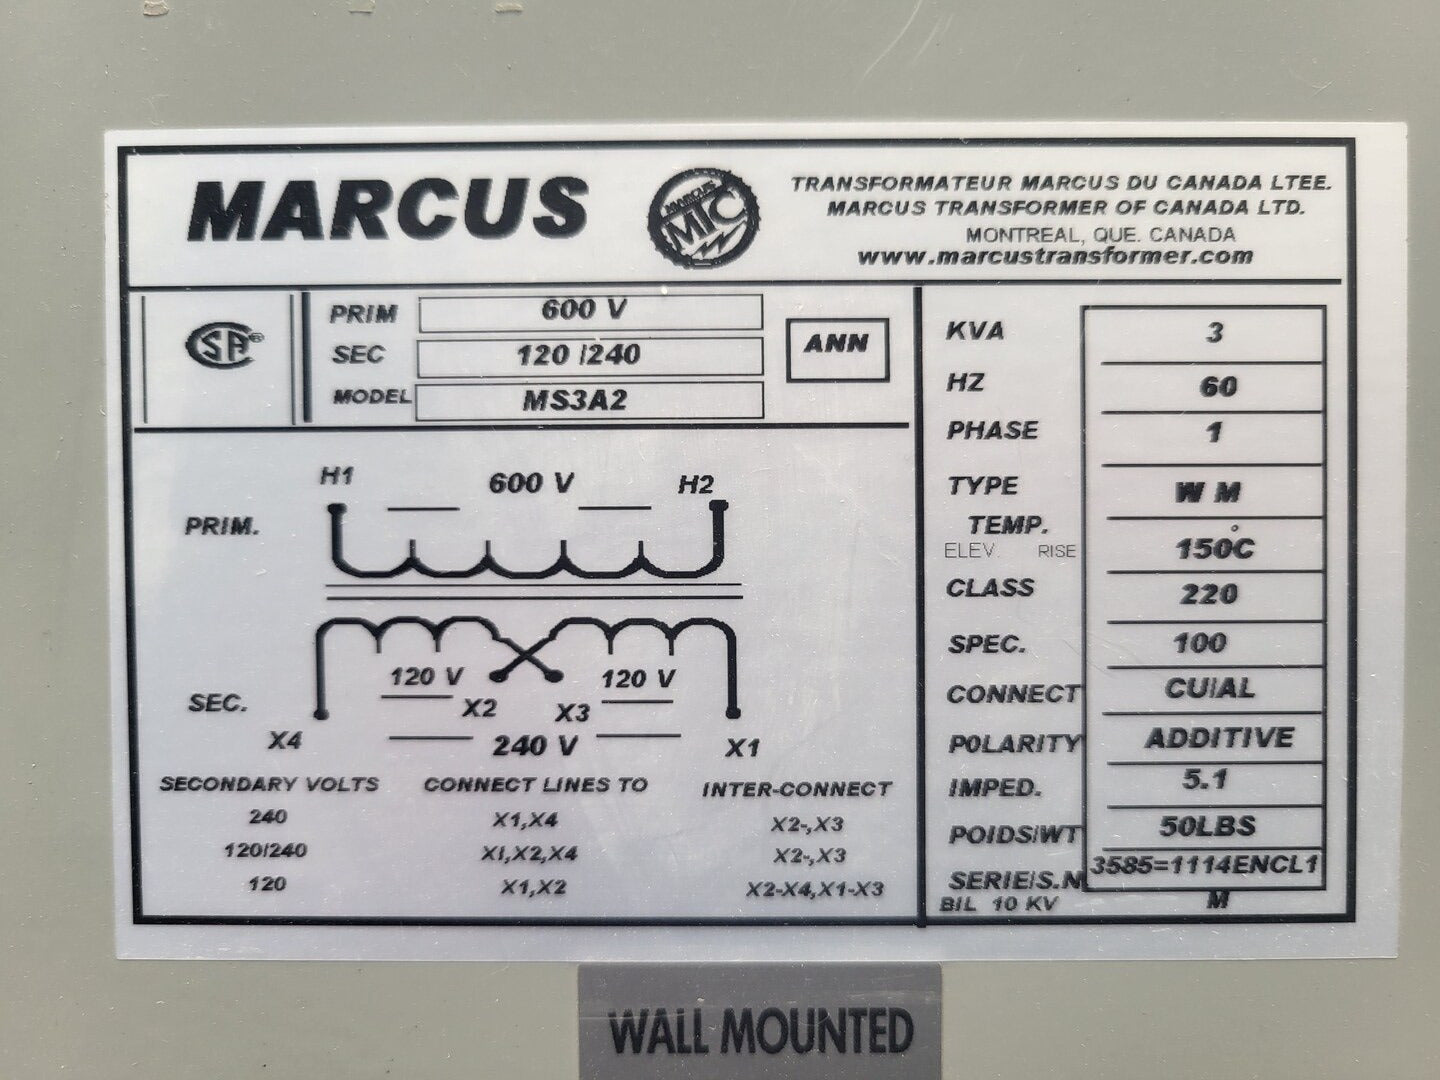 MARCUS
MARCUS
MTC
TRANSFORMATEUR MARCUS DU CANADA LTEE.
MARCUS TRANSFORMER OF CANADA LTD.
MONTREAL, QUE. CANADA
www.marcustransformer.com
CSA®
PRIM 600 V
SEC 120 /240
MODEL MS3A2
ANN
H1 600 V H2
PRIM.
120 V 120 V
SEC. X2 X3
X4 240 V X1
SECONDARY VOLTS CONNECT LINES TO INTER-CONNECT
240 X1,X4 X2-,X3
120/240 XI,X2,X4 X2-,X3
120 X1,X2 X2-X4,X1-X3
KVA 3
HZ 60
PHASE 1
TYPE W M
TEMP.
ELEV. RISE 150°C
CLASS 220
SPEC. 100
CONNECT CU/AL
POLARITY ADDITIVE
IMPED. 5.1
POIDS/WT 50LBS
SERIE/S.N 3585=1114ENCL1
BIL 10 KV M
WALL MOUNTED